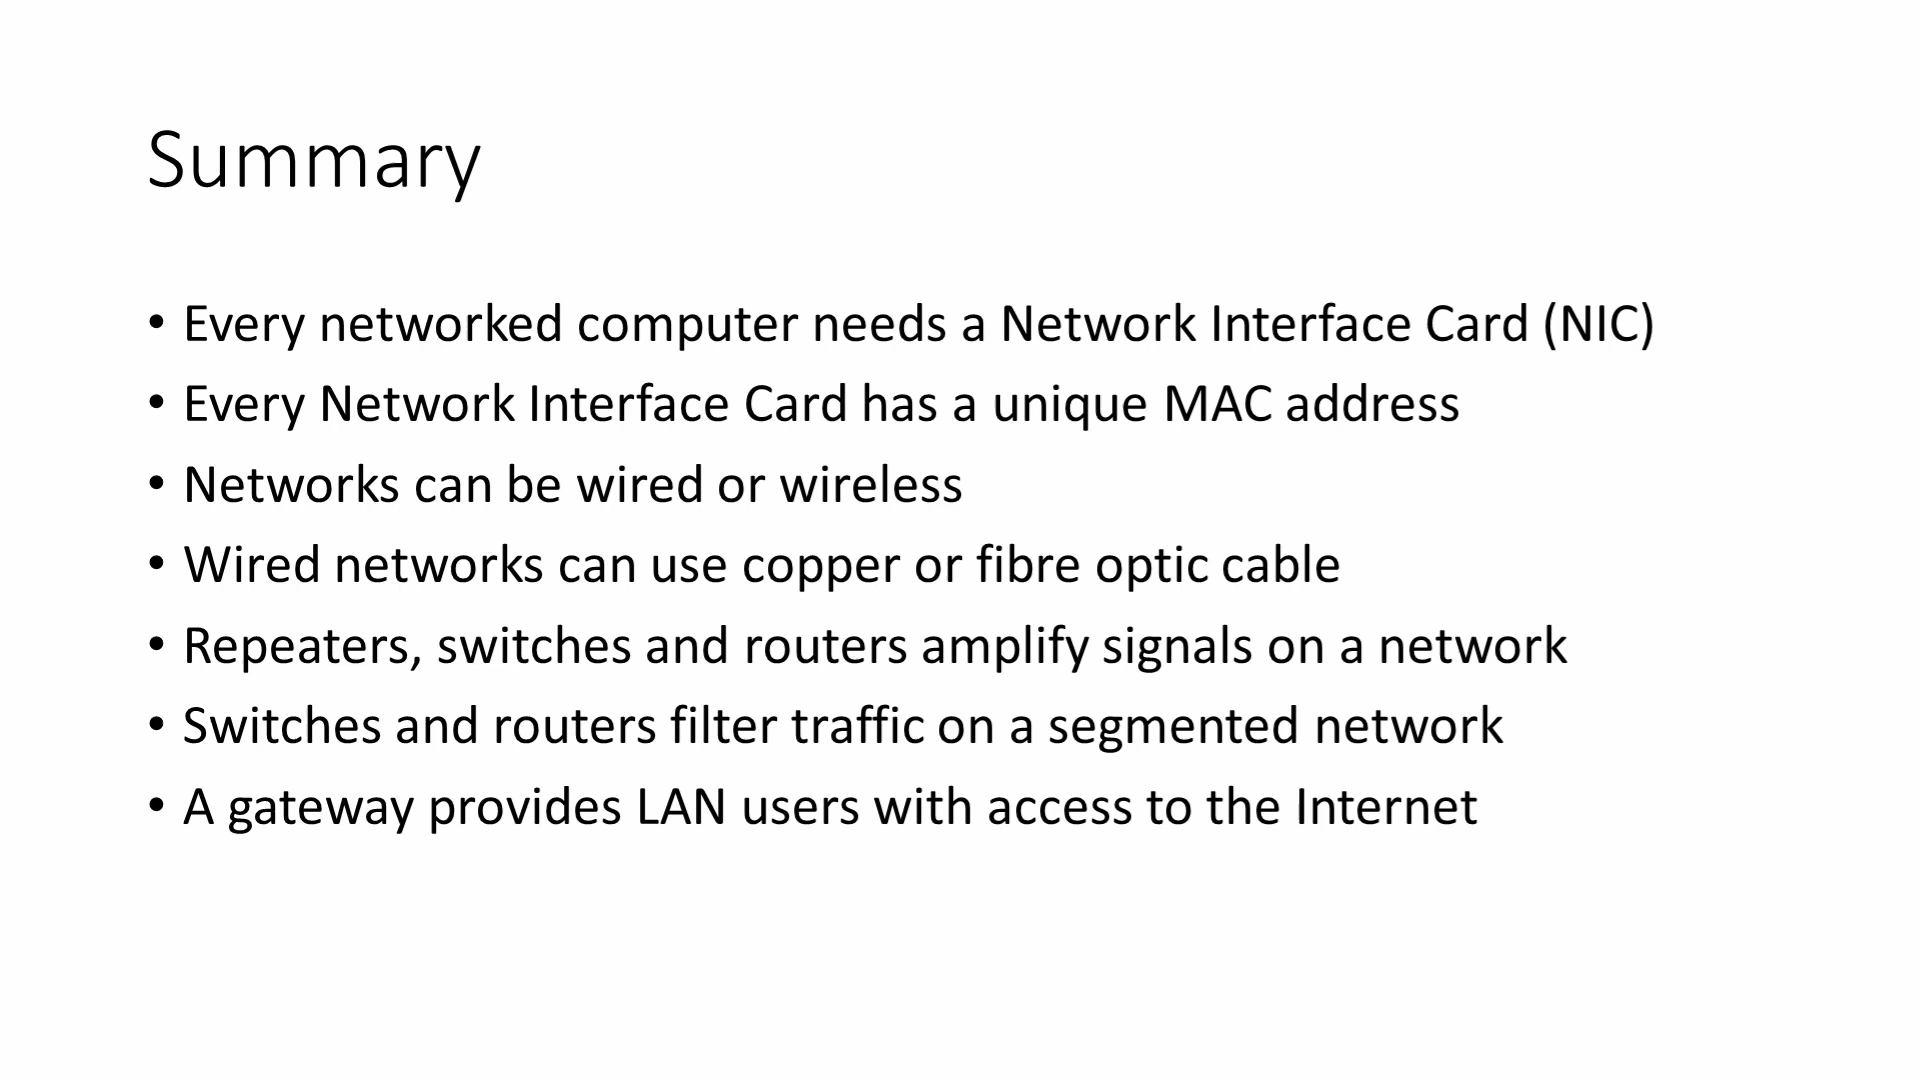 Summary
• Every networked computer needs a Network Interface Card (NIC)
• Every Network Interface Card has a unique MAC address
• Networks can be wired or wireless
• Wired networks can use copper or fibre optic cable
• Repeaters, switches and routers amplify signals on a network
• Switches and routers filter traffic on a segmented network
• A gateway provides LAN users with access to the Internet